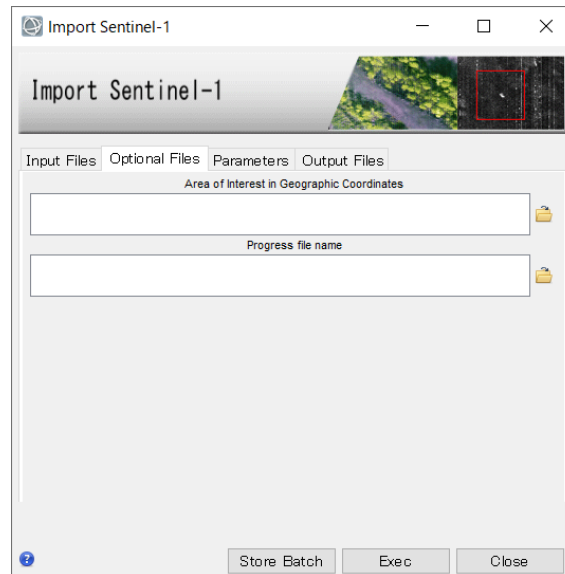 Import Sentinel-1
Import Sentinel-1
Input Files Optional Files Parameters Output Files
Area of Interest in Geographic Coordinates
Progress file name
? Store Batch Exec Close